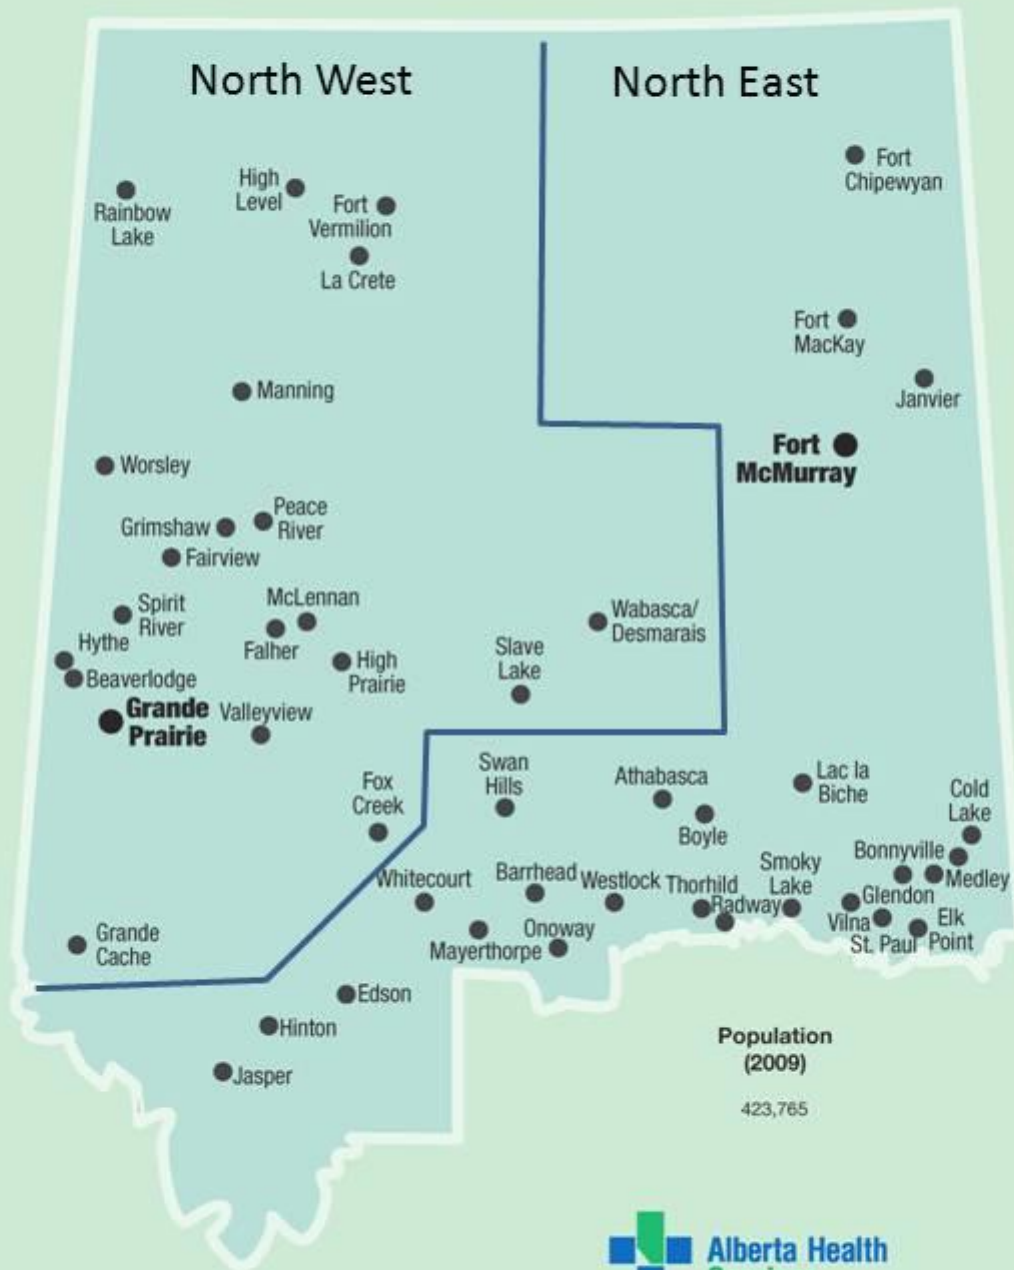 North West
North East
Fort
Chipewyan
High
Level
Rainbow
Lake
Fort
Vermilion
La Crete
Fort
MacKay
Janvier
Manning
Fort
McMurray
Worsley
Peace
River
Grimshaw
Fairview
McLennan
Spirit
River
Falher
Wabasca/
Desmarais
Hythe
High
Prairie
Slave
Lake
Beaverlodge
Grande
Prairie
Valleyview
Swan
Hills
Athabasca
Lac la
Biche
Fox
Creek
Cold
Lake
Boyle
Bonnyville
Medley
Whitecourt
Barrhead
Westlock
Thorhild
Smoky
Lake
Radway
Glendon
Vilna
St. Paul
Elk
Point
Grande
Cache
Mayerthorpe
Onoway
Edson
Hinton
Jasper
Population
(2009)
423,765
Alberta Health